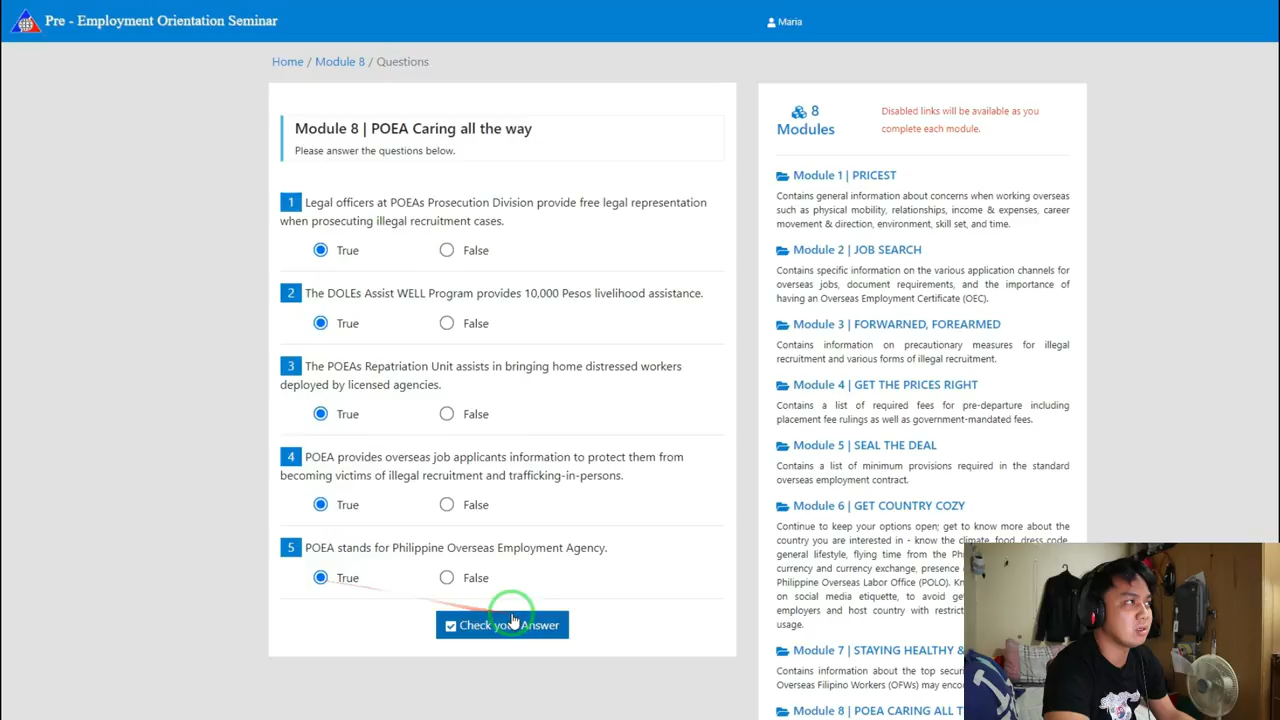 Pre - Employment Orientation Seminar
Maria
Home / Module 8 / Questions
Module 8 | POEA Caring all the way
Please answer the questions below.
1 Legal officers at POEAs Prosecution Division provide free legal representation
when prosecuting illegal recruitment cases.
True False
2 The DOLEs Assist WELL Program provides 10,000 Pesos livelihood assistance.
True False
3 The POEAs Repatriation Unit assists in bringing home distressed workers
deployed by licensed agencies.
True False
4 POEA provides overseas job applicants information to protect them from
becoming victims of illegal recruitment and trafficking-in-persons.
True False
5 POEA stands for Philippine Overseas Employment Agency.
True False
Check your Answer
8
Modules
Disabled links will be available as you
complete each module.
Module 1 | PRICEST
Contains general information about concerns when working overseas
such as physical mobility, relationships, income & expenses, career
movement & direction, environment, skill set, and time.
Module 2 | JOB SEARCH
Contains specific information on the various application channels for
overseas jobs, document requirements, and the importance of
having an Overseas Employment Certificate (OEC).
Module 3 | FORWARNED, FOREARMED
Contains information on precautionary measures for illegal
recruitment and various forms of illegal recruitment.
Module 4 | GET THE PRICES RIGHT
Contains a list of required fees for pre-departure including
placement fee rulings as well as government-mandated fees.
Module 5 | SEAL THE DEAL
Contains a list of minimum provisions required in the standard
overseas employment contract.
Module 6 | GET COUNTRY COZY
Continue to keep your options open; get to know more about the
country you are interested in - know the climate, food, dress code,
general lifestyle, flying time from the
currency and currency exchange, presence
Philippine Overseas Labor Office (POLO).
on social media etiquette, to avoid
employers and host country with
usage.
Module 7 | STAYING HEALTHY &
Contains information about the top
Overseas Filipino Workers (OFWs) may
Module 8 | POEA CARING ALL